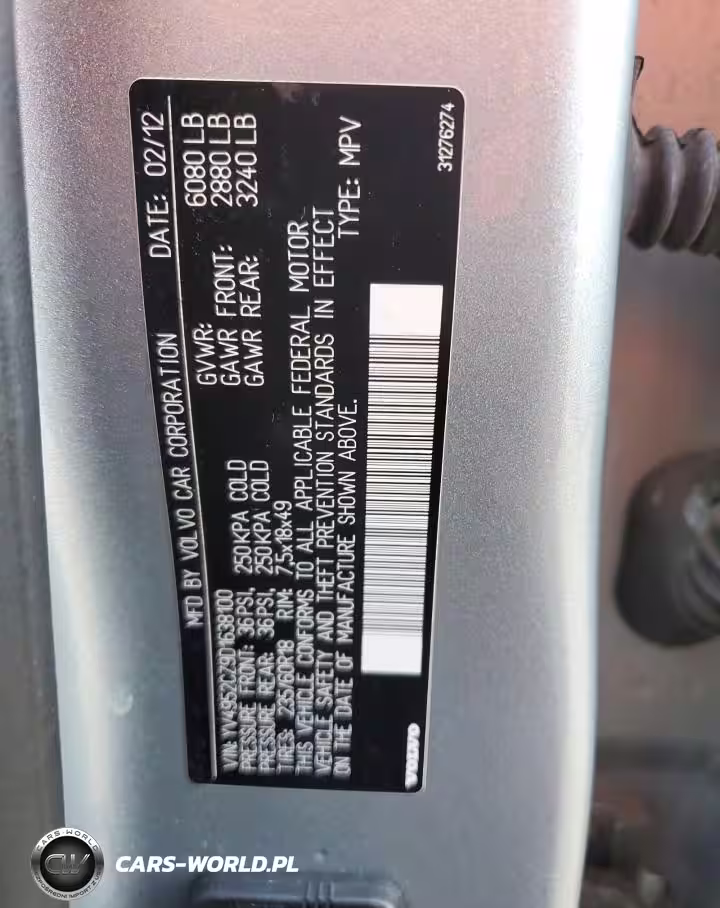 MFD BY VOLVO CAR CORPORATION DATE: 02/12
VIN: YV4952CZ9D1638100 GVWR: 6080 LB
PRESSURE FRONT: 36PSI, 250KPA COLD GAWR FRONT: 2880 LB
PRESSURE REAR: 36PSI, 250KPA COLD GAWR REAR: 3240 LB
TIRES: 235/60R18 RIM: 7,5x18x49
THIS VEHICLE CONFORMS TO ALL APPLICABLE FEDERAL MOTOR
VEHICLE SAFETY AND THEFT PREVENTION STANDARDS IN EFFECT
ON THE DATE OF MANUFACTURE SHOWN ABOVE. TYPE: MPV
VOLVO
31276274
CARS-WORLD
CW
CARS-WORLD.PL